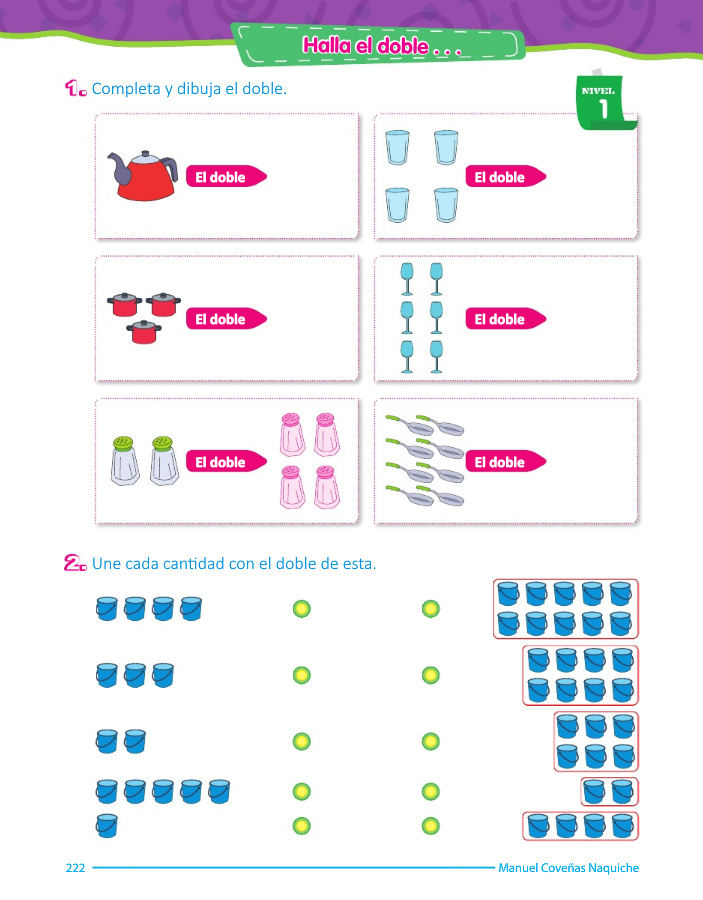 Halla el doble . . .
1. Completa y dibuja el doble.
NIVEL
1
El doble
El doble
El doble
El doble
El doble
El doble
2. Une cada cantidad con el doble de esta.
222
Manuel Coveñas Naquiche